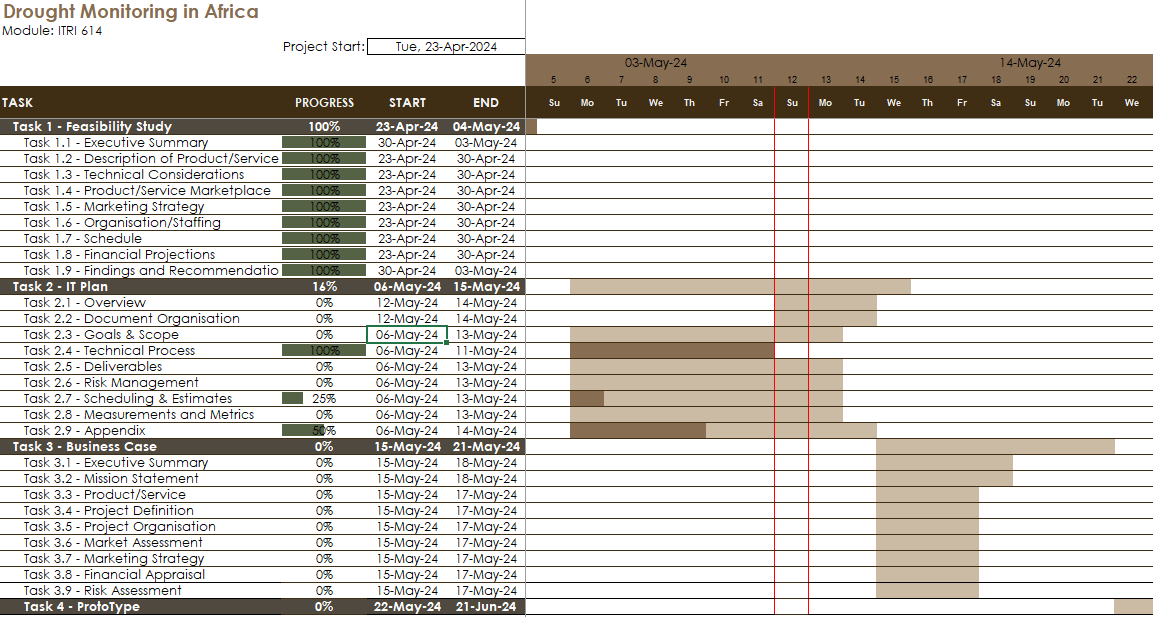 Drought Monitoring in Africa
Module: ITRI 614
Project Start: Tue, 23-Apr-2024
03-May-24 14-May-24
5 6 7 8 9 10 11 12 13 14 15 16 17 18 19 20 21 22
TASK PROGRESS START END Su Mo Tu We Th Fr Sa Su Mo Tu We Th Fr Sa Su Mo Tu We
Task 1 - Feasibility Study 100% 23-Apr-24 04-May-24
Task 1.1 - Executive Summary 100% 30-Apr-24 03-May-24
Task 1.2 - Description of Product/Service 100% 23-Apr-24 30-Apr-24
Task 1.3 - Technical Considerations 100% 23-Apr-24 30-Apr-24
Task 1.4 - Product/Service Marketplace 100% 23-Apr-24 30-Apr-24
Task 1.5 - Marketing Strategy 100% 23-Apr-24 30-Apr-24
Task 1.6 - Organisation/Staffing 100% 23-Apr-24 30-Apr-24
Task 1.7 - Schedule 100% 23-Apr-24 30-Apr-24
Task 1.8 - Financial Projections 100% 23-Apr-24 30-Apr-24
Task 1.9 - Findings and Recommendatio 100% 30-Apr-24 03-May-24
Task 2 - IT Plan 16% 06-May-24 15-May-24
Task 2.1 - Overview 0% 12-May-24 14-May-24
Task 2.2 - Document Organisation 0% 12-May-24 14-May-24
Task 2.3 - Goals & Scope 0% 06-May-24 13-May-24
Task 2.4 - Technical Process 100% 06-May-24 11-May-24
Task 2.5 - Deliverables 0% 06-May-24 13-May-24
Task 2.6 - Risk Management 0% 06-May-24 13-May-24
Task 2.7 - Scheduling & Estimates 25% 06-May-24 13-May-24
Task 2.8 - Measurements and Metrics 0% 06-May-24 13-May-24
Task 2.9 - Appendix 50% 06-May-24 14-May-24
Task 3 - Business Case 0% 15-May-24 21-May-24
Task 3.1 - Executive Summary 0% 15-May-24 18-May-24
Task 3.2 - Mission Statement 0% 15-May-24 18-May-24
Task 3.3 - Product/Service 0% 15-May-24 17-May-24
Task 3.4 - Project Definition 0% 15-May-24 17-May-24
Task 3.5 - Project Organisation 0% 15-May-24 17-May-24
Task 3.6 - Market Assessment 0% 15-May-24 17-May-24
Task 3.7 - Marketing Strategy 0% 15-May-24 17-May-24
Task 3.8 - Financial Appraisal 0% 15-May-24 17-May-24
Task 3.9 - Risk Assessment 0% 15-May-24 17-May-24
Task 4 - ProtoType 0% 22-May-24 21-Jun-24